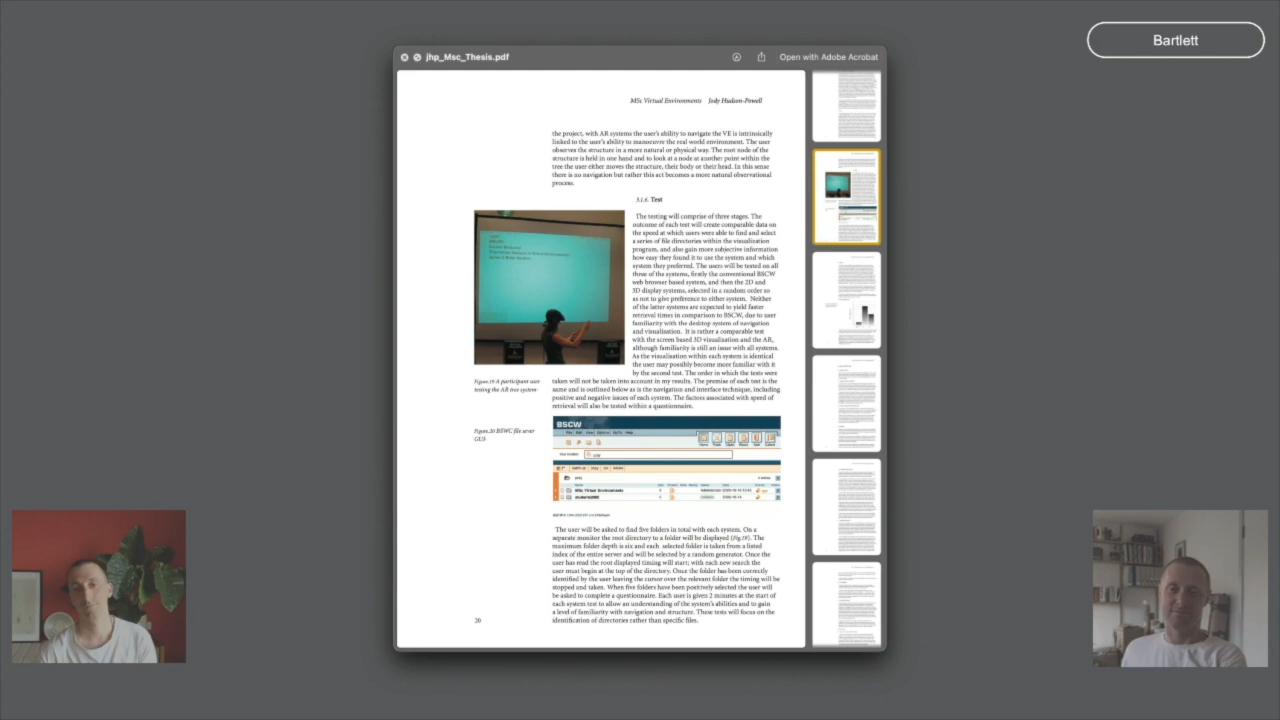 Bartlett
jhp_Msc_Thesis.pdf
Open with Adobe Acrobat
MSc Virtual Environments Jody Hudson-Powell
the project, with AR systems the user's ability to navigate the VE is intrinsically
linked to the user's ability to manoeuvre the real world environment. The user
observes the structure in a more natural or physical way. The root node of the
structure is held in one hand and to look at a node at another point within the
tree the user either moves the structure, their body or their head. In this sense
there is no navigation but rather this act becomes a more natural observational
process.
3.1.6. Test
The testing will comprise of three stages. The
outcome of each test will create comparable data on
the speed at which users were able to find and select
a series of file directories within the visualisation
program, and also gain more subjective information
how easy they found it to use the system and which
system they preferred. The users will be tested on all
three of the systems, firstly the conventional BSCW
web browser based system, and then the 2D and
3D display systems, selected in a random order so
as not to give preference to either system. Neither
of the latter systems are expected to yield faster
retrieval times in comparison to BSCW, due to user
familiarity with the desktop system of navigation
and visualisation. It is rather a comparable test
with the screen based 3D visualisation and the AR,
although familiarity is still an issue with all systems.
As the visualisation within each system is identical
the user may possibly become more familiar with it
by the second test. The order in which the tests were
taken will not be taken into account in my results. The premise of each test is the
same and is outlined below as is the navigation and interface technique, including
positive and negative issues of each system. The factors associated with speed of
retrieval will also be tested within a questionnaire.
Figure.19 A participant user
testing the AR tree system
Figure.20 BSWC file sever
GUS
BSCW
File Edit View Options GoTo Help
Your location
MSc Virtual Environments
The user will be asked to find five folders in total with each system. On a
separate monitor the root directory to a folder will be displayed (Fig.18). The
maximum folder depth is six and each selected folder is taken from a listed
index of the entire server and will be selected by a random generator. Once the
user has read the root displayed timing will start; with each new search the
user must begin at the top of the directory. Once the folder has been correctly
identified by the user leaving the cursor over the relevant folder the timing will be
stopped and taken. When five folders have been positively selected the user will
be asked to complete a questionnaire. Each user is given 2 minutes at the start of
each system test to allow an understanding of the system's abilities and to gain
a level of familiarity with navigation and structure. These tests will focus on the
identification of directories rather than specific files.
20